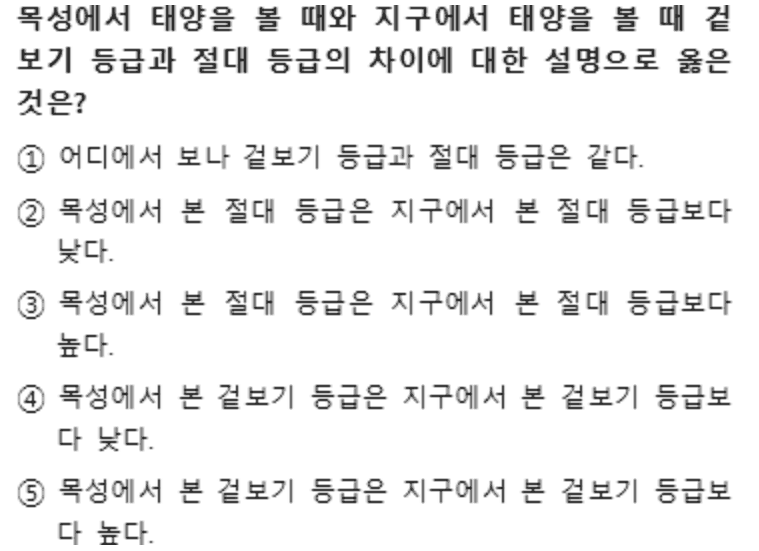 목성에서 태양을 볼 때와 지구에서 태양을 볼 때 겉
보기 등급과 절대 등급의 차이에 대한 설명으로 옳은
것은?
① 어디에서 보나 겉보기 등급과 절대 등급은 같다.
② 목성에서 본 절대 등급은 지구에서 본 절대 등급보다
낮다.
③ 목성에서 본 절대 등급은 지구에서 본 절대 등급보다
높다.
④ 목성에서 본 겉보기 등급은 지구에서 본 겉보기 등급보
다 낮다.
⑤ 목성에서 본 겉보기 등급은 지구에서 본 겉보기 등급보
다 높다.